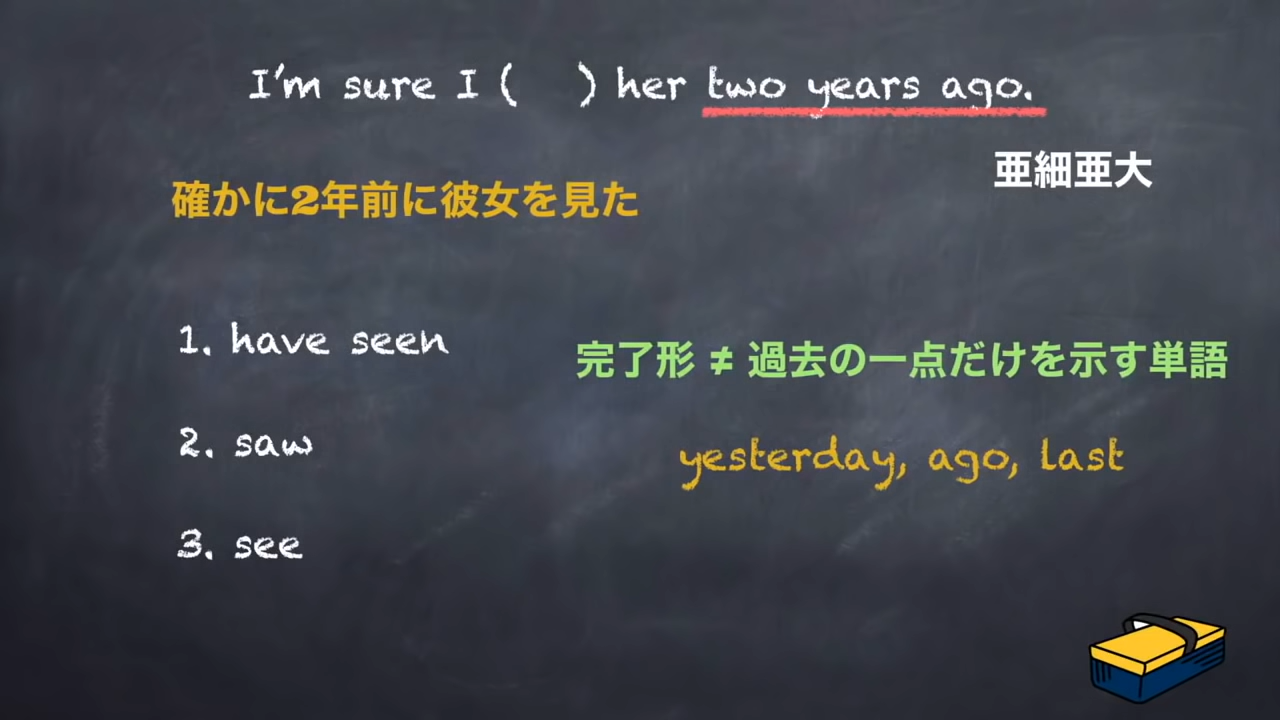 I'm sure I (    ) her two years ago.
亜細亜大
確かに2年前に彼女を見た
1. have seen
完了形 ≠ 過去の一点だけを示す単語
2. saw
yesterday, ago, last
3. see